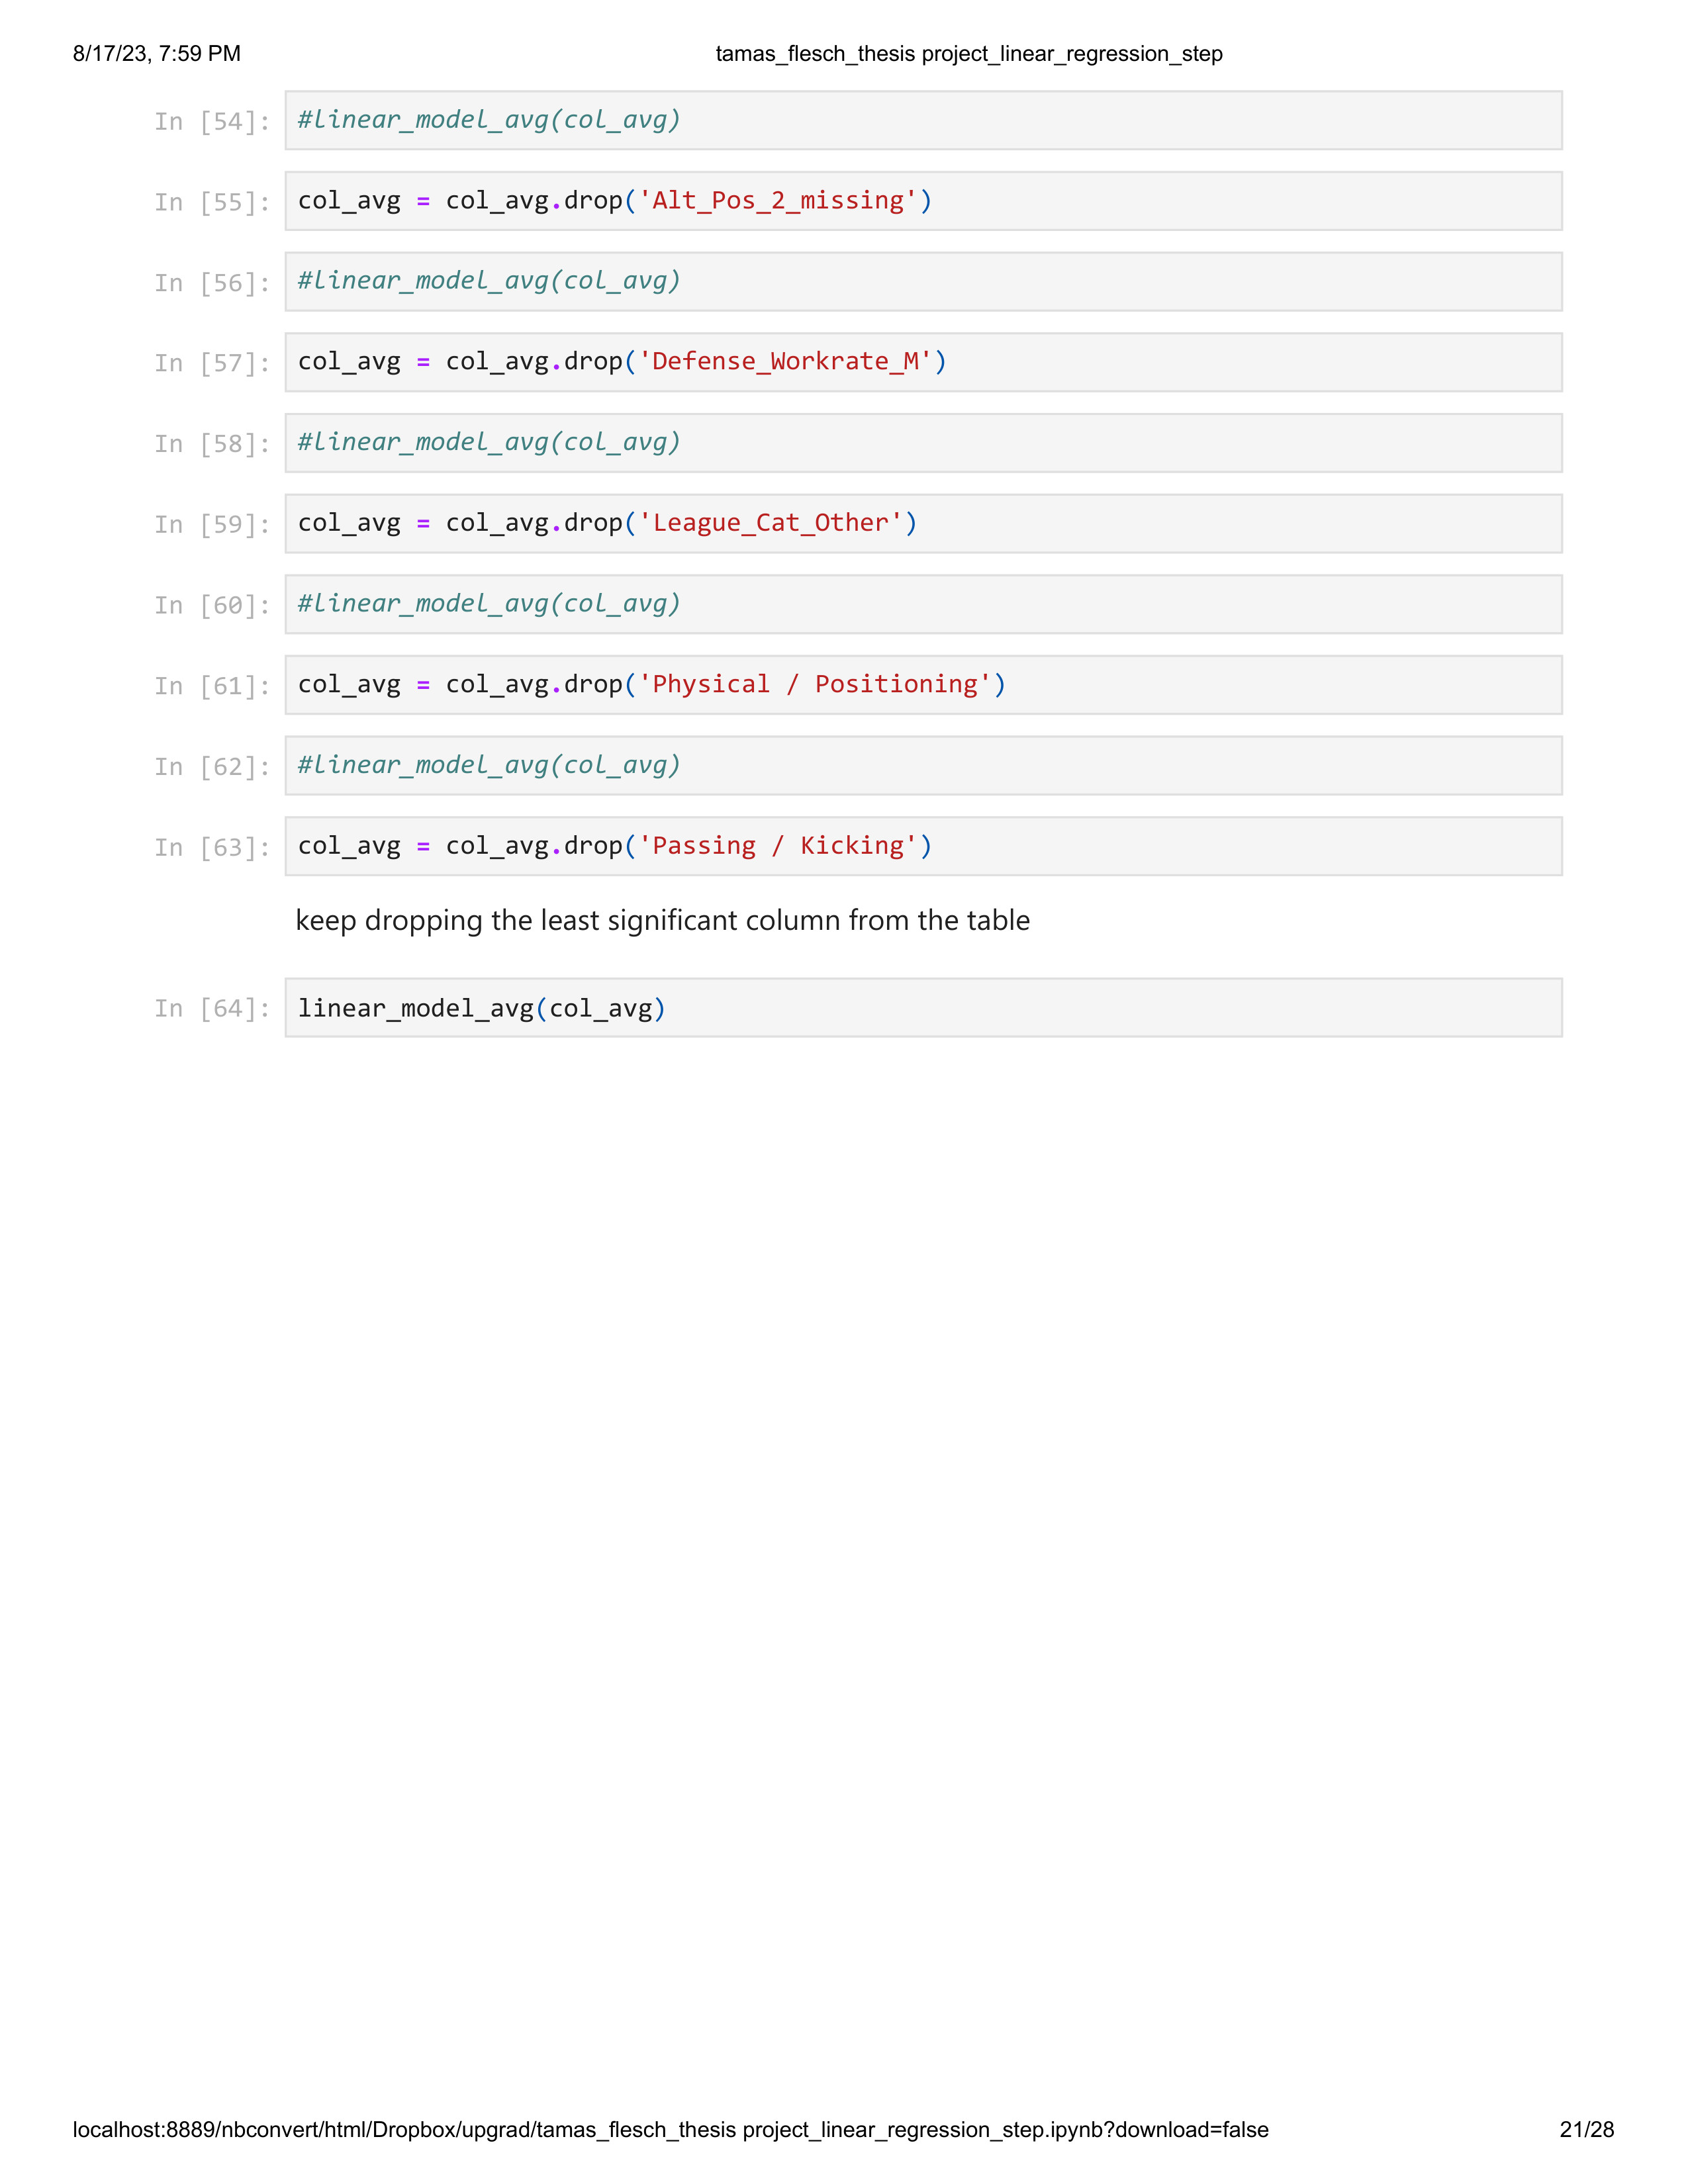 8/17/23, 7:59 PM tamas_flesch_thesis project_linear_regression_step
In [54]: #linear_model_avg(col_avg)
In [55]: col_avg = col_avg.drop('Alt_Pos_2_missing')
In [56]: #linear_model_avg(col_avg)
In [57]: col_avg = col_avg.drop('Defense_Workrate_M')
In [58]: #linear_model_avg(col_avg)
In [59]: col_avg = col_avg.drop('League_Cat_Other')
In [60]: #linear_model_avg(col_avg)
In [61]: col_avg = col_avg.drop('Physical / Positioning')
In [62]: #linear_model_avg(col_avg)
In [63]: col_avg = col_avg.drop('Passing / Kicking')
keep dropping the least significant column from the table
In [64]: linear_model_avg(col_avg)
localhost:8889/nbconvert/html/Dropbox/upgrad/tamas_flesch_thesis project_linear_regression_step.ipynb?download=false 21/28